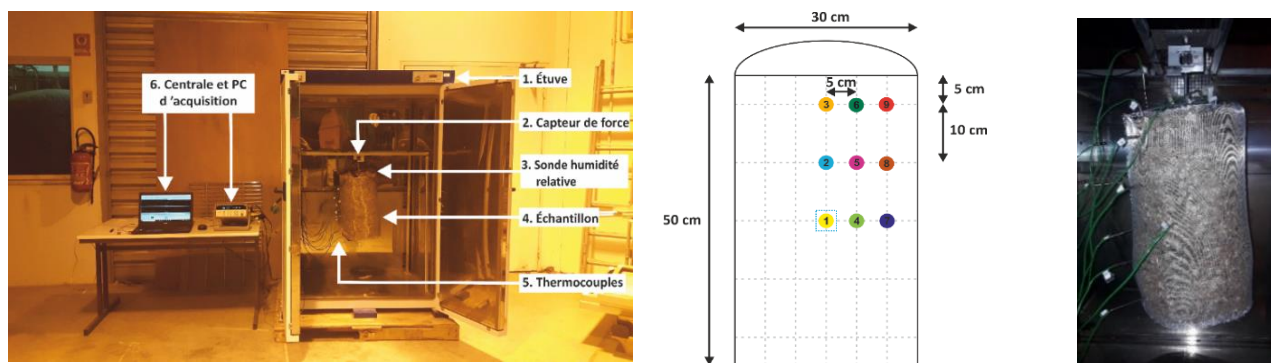 6. Centrale et PC
d 'acquisition
1. Étuve
2. Capteur de force
3. Sonde humidité
relative
4. Échantillon
5. Thermocouples
30 cm
5 cm
5 cm
3
6
9
10 cm
2
5
8
50 cm
1
4
7